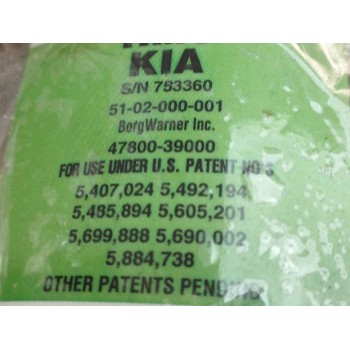 KIA
S/N 753360
51-02-000-001
BorgWarner Inc.
47800-39000
FOR USE UNDER U.S. PATENT NO'S
5,407,024 5,492,194
5,485,894 5,605,201
5,699,888 5,690,002
5,884,738
OTHER PATENTS PENDING